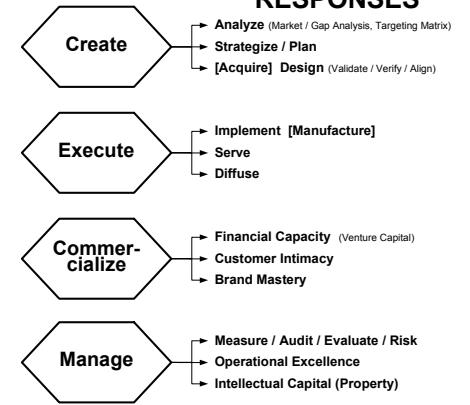 RESPONSES
Create
Analyze (Market / Gap Analysis, Targeting Matrix)
Strategize / Plan
[Acquire] Design (Validate / Verify / Align)
Execute
Implement [Manufacture]
Serve
Diffuse
Commer-
cialize
Financial Capacity (Venture Capital)
Customer Intimacy
Brand Mastery
Manage
Measure / Audit / Evaluate / Risk
Operational Excellence
Intellectual Capital (Property)